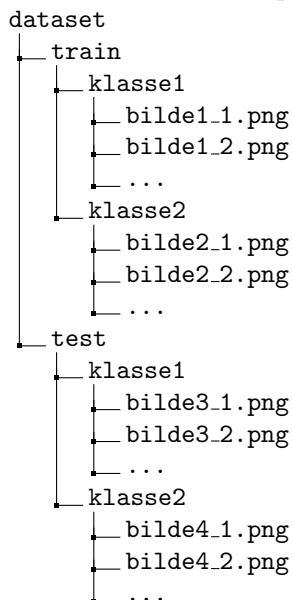 dataset
train
klasse1
bilde1_1.png
bilde1_2.png
...
klasse2
bilde2_1.png
bilde2_2.png
...
test
klasse1
bilde3_1.png
bilde3_2.png
...
klasse2
bilde4_1.png
bilde4_2.png
...